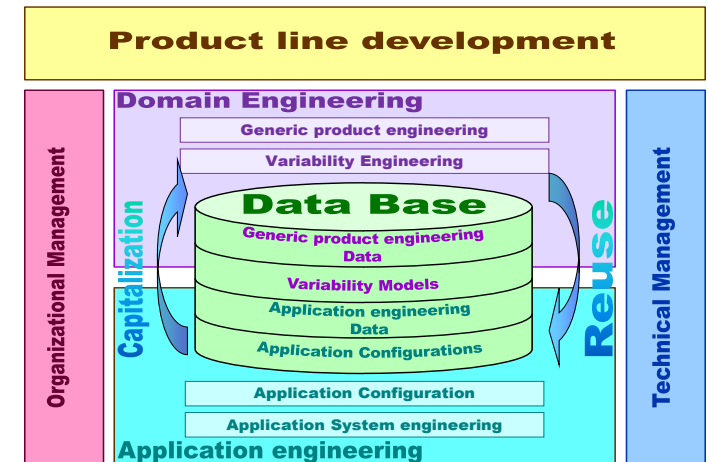 Product line development
Organizational Management
Domain Engineering
Generic product engineering
Variability Engineering
Capitalization
Data Base
Generic product engineering
Data
Variability Models
Application engineering
Data
Application Configurations
Reuse
Application Configuration
Application System engineering
Application engineering
Technical Management